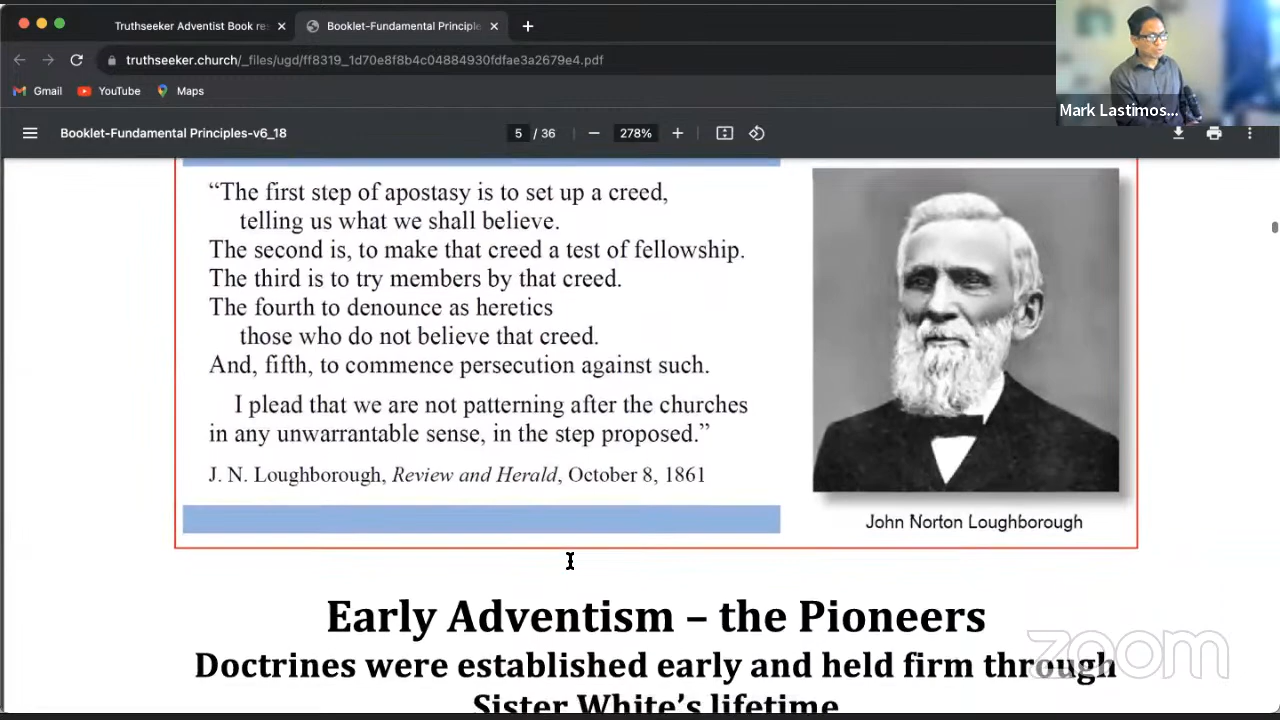 Truthseeker Adventist Book re
Booklet-Fundamental Principle
truthseeker.church/_files/ugd/ff8319_1d70e8f8b4c04884930fdfae3a2679e4.pdf
Gmail
YouTube
Maps
Mark Lastimos...
Booklet-Fundamental Principles-v6_18
5 / 36
278%
“The first step of apostasy is to set up a creed,
telling us what we shall believe.
The second is, to make that creed a test of fellowship.
The third is to try members by that creed.
The fourth to denounce as heretics
those who do not believe that creed.
And, fifth, to commence persecution against such.
I plead that we are not patterning after the churches
in any unwarrantable sense, in the step proposed.”
J. N. Loughborough, Review and Herald, October 8, 1861
John Norton Loughborough
Early Adventism – the Pioneers
Doctrines were established early and held firm through
Sister White’s lifetime
zoom